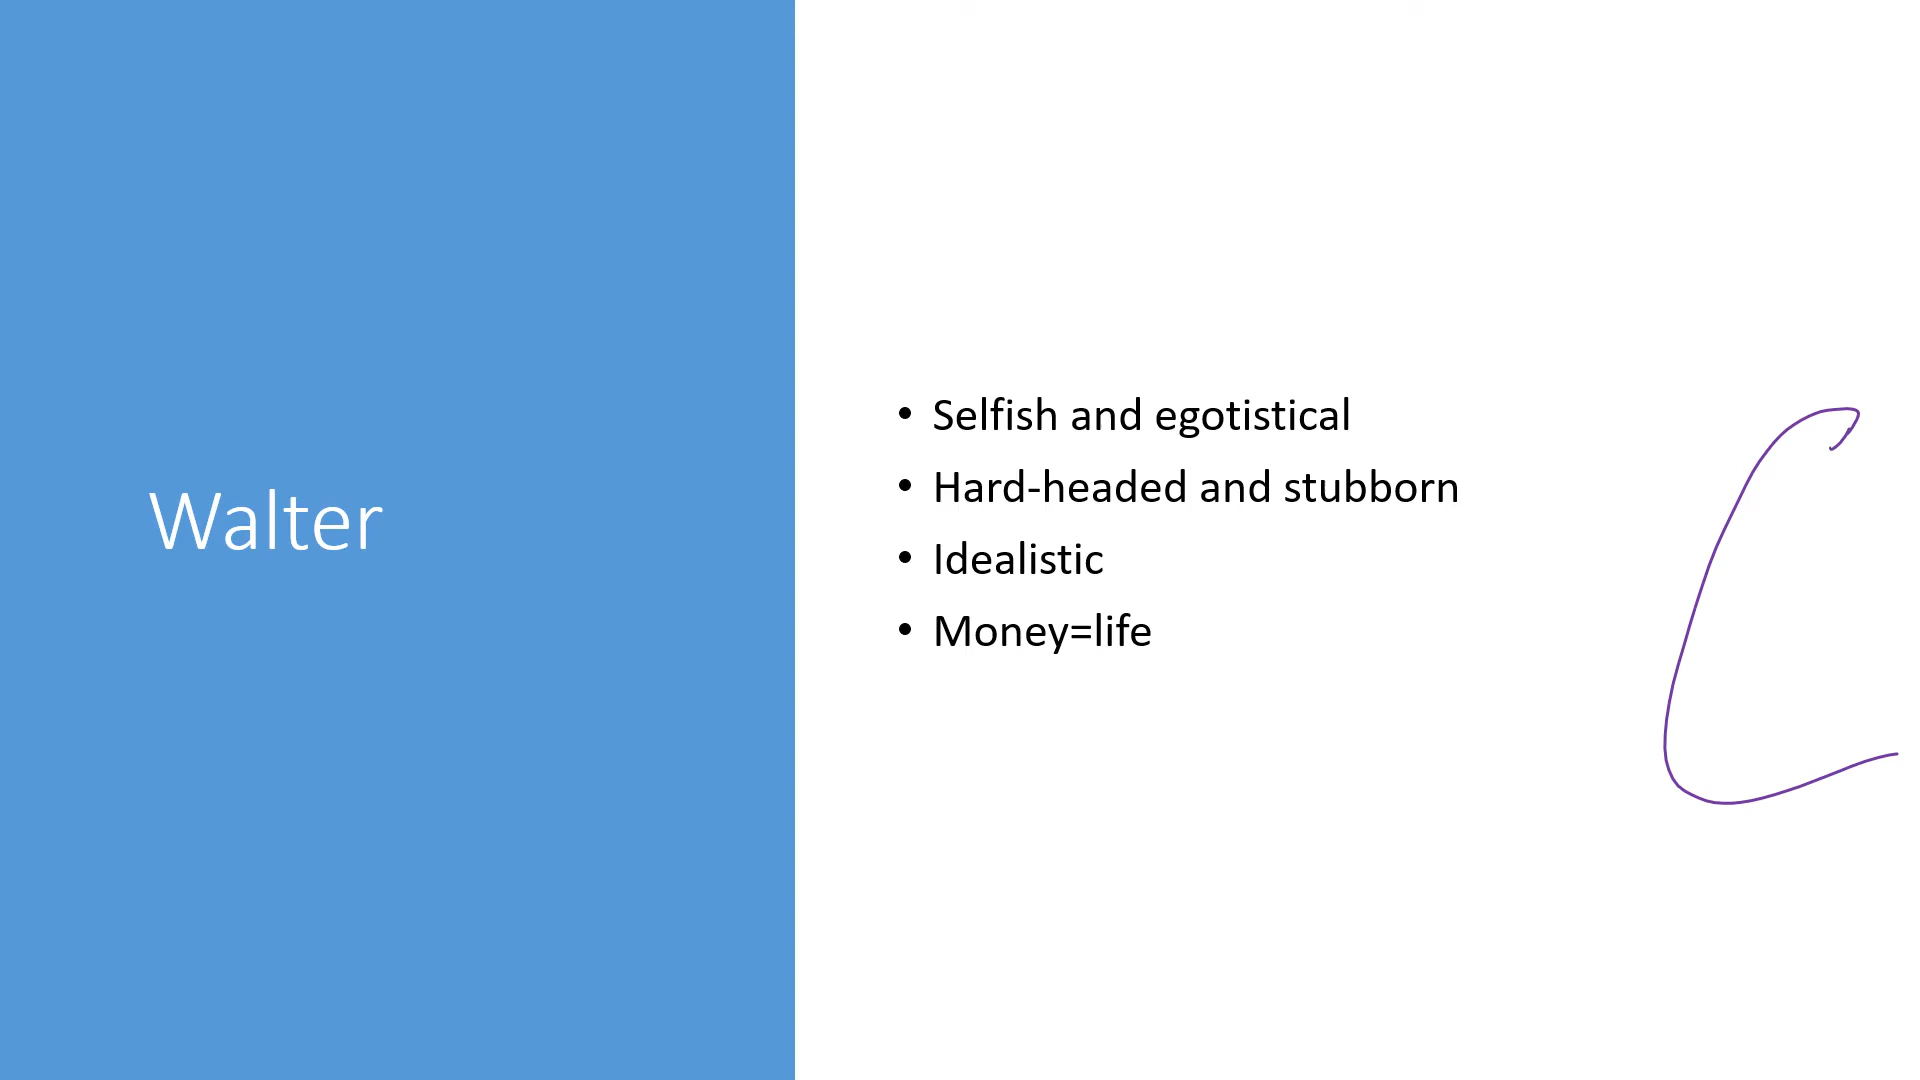 Walter
• Selfish and egotistical
• Hard-headed and stubborn
• Idealistic
• Money=life
C